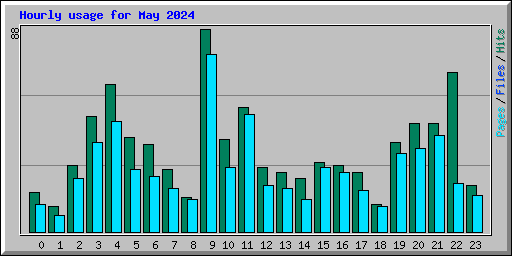 Hourly usage for May 2024
88
Pages / Files / Hits
0 1 2 3 4 5 6 7 8 9 10 11 12 13 14 15 16 17 18 19 20 21 22 23